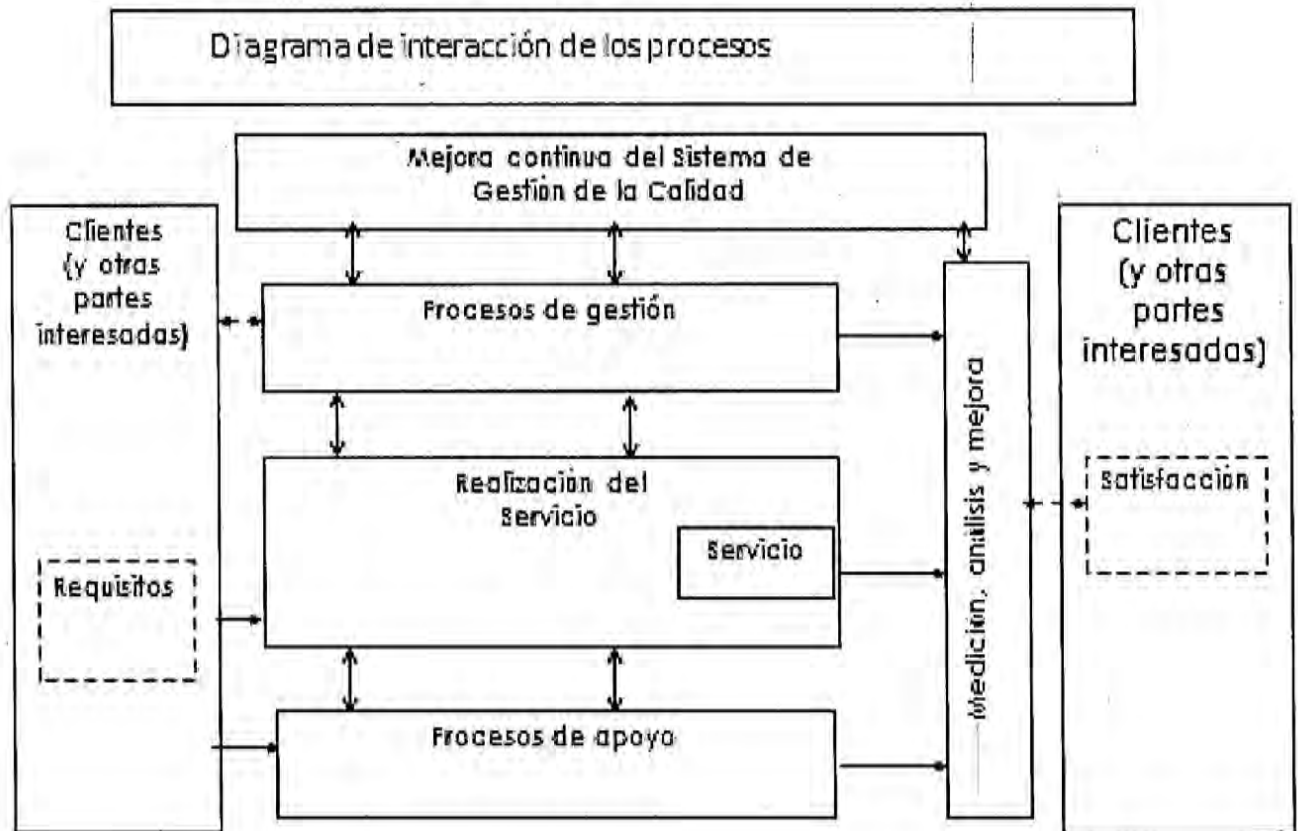 Diagrama de interacción de los procesos
Mejora continua del Sistema de
Gestión de la Calidad
Clientes
(y otras
partes
interesadas)
Requisitos
Procesos de gestión
Realización del
Servicio
Servicio
Procesos de apoyo
Medición, análisis y mejora
Clientes
(y otras
partes
interesadas)
Satisfacción